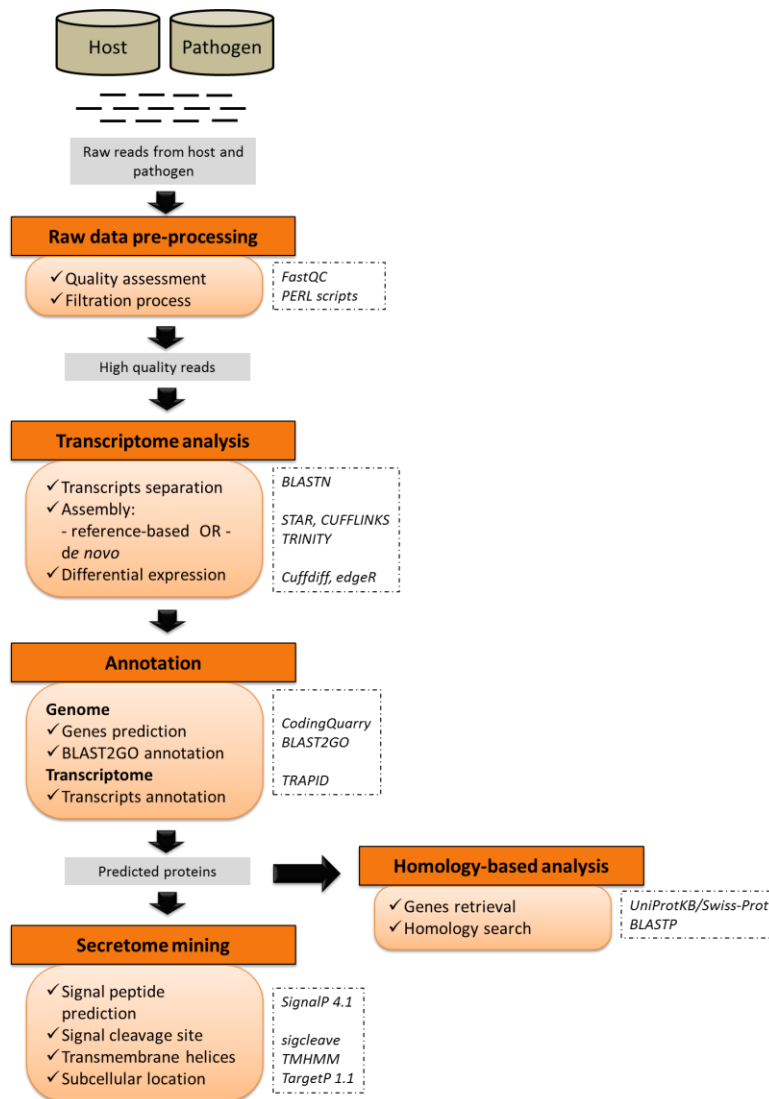 Host
Pathogen
Raw reads from host and
pathogen
Raw data pre-processing
✓ Quality assessment
✓ Filtration process
FastQC
PERL scripts
High quality reads
Transcriptome analysis
✓ Transcripts separation
✓ Assembly:
- reference-based OR -
de novo
✓ Differential expression
BLASTN
STAR, CUFFLINKS
TRINITY
Cuffdiff, edgeR
Annotation
Genome
✓ Genes prediction
✓ BLAST2GO annotation
Transcriptome
✓ Transcripts annotation
CodingQuarry
BLAST2GO
TRAPID
Predicted proteins
Homology-based analysis
✓ Genes retrieval
✓ Homology search
UniProtKB/Swiss-Prot
BLASTP
Secretome mining
✓ Signal peptide
prediction
✓ Signal cleavage site
✓ Transmembrane helices
✓ Subcellular location
SignalP 4.1
sigcleave
TMHMM
TargetP 1.1